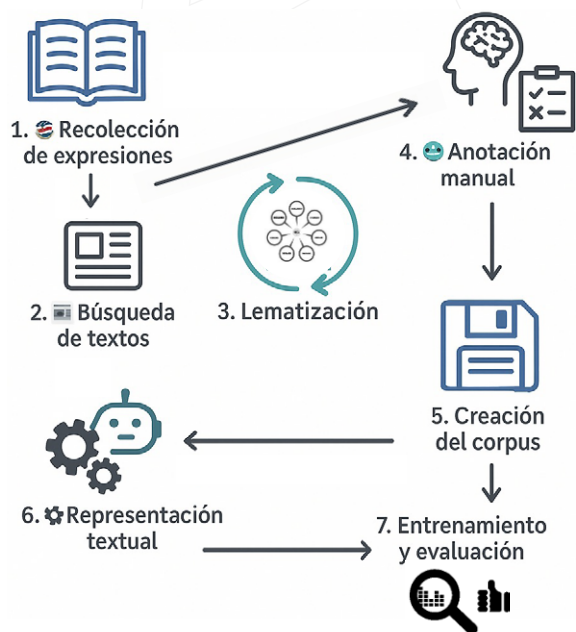 1. Recolección
de expresiones
2. Búsqueda
de textos
3. Lematización
4. Anotación
manual
5. Creación
del corpus
6. Representación
textual
7. Entrenamiento
y evaluación